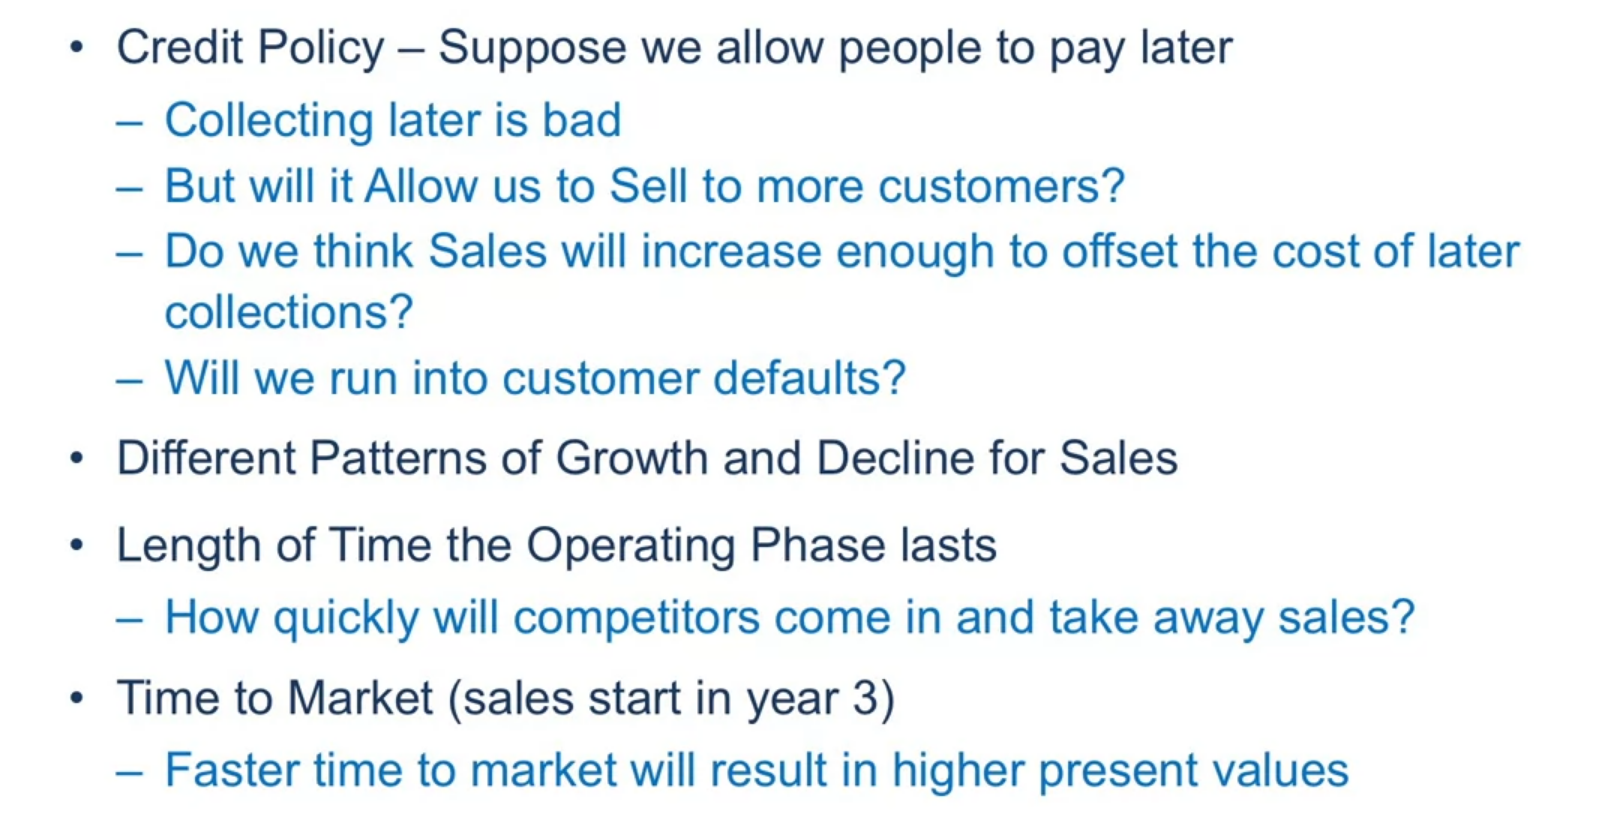 • Credit Policy – Suppose we allow people to pay later
– Collecting later is bad
– But will it Allow us to Sell to more customers?
– Do we think Sales will increase enough to offset the cost of later
collections?
– Will we run into customer defaults?
• Different Patterns of Growth and Decline for Sales
• Length of Time the Operating Phase lasts
– How quickly will competitors come in and take away sales?
• Time to Market (sales start in year 3)
– Faster time to market will result in higher present values